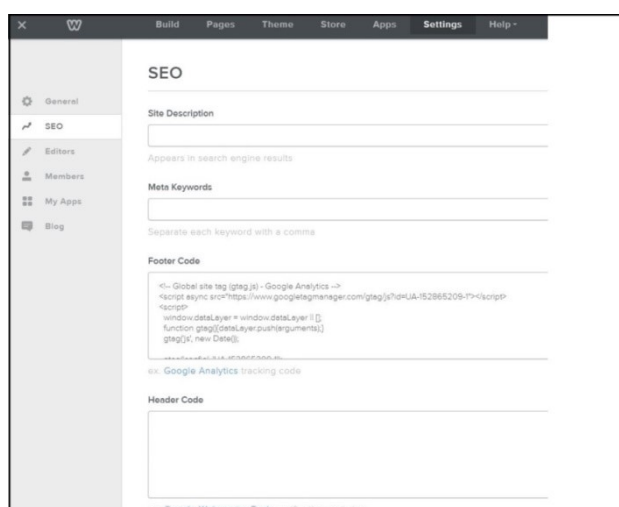 Build Pages Theme Store Apps Settings Help
SEO
General
SEO
Editors
Members
My Apps
Blog
Site Description
Appears in search engine results
Meta Keywords
Separate each keyword with a comma
Footer Code
<!-- Global site tag (gtag.js) - Google Analytics -->
<script async src="https://www.googletagmanager.com/gtag/js?id=UA-152865209-1"></script>
<script>
window.dataLayer = window.dataLayer || [];
function gtag(){dataLayer.push(arguments);}
gtag('js', new Date());
ex. Google Analytics tracking code
Header Code